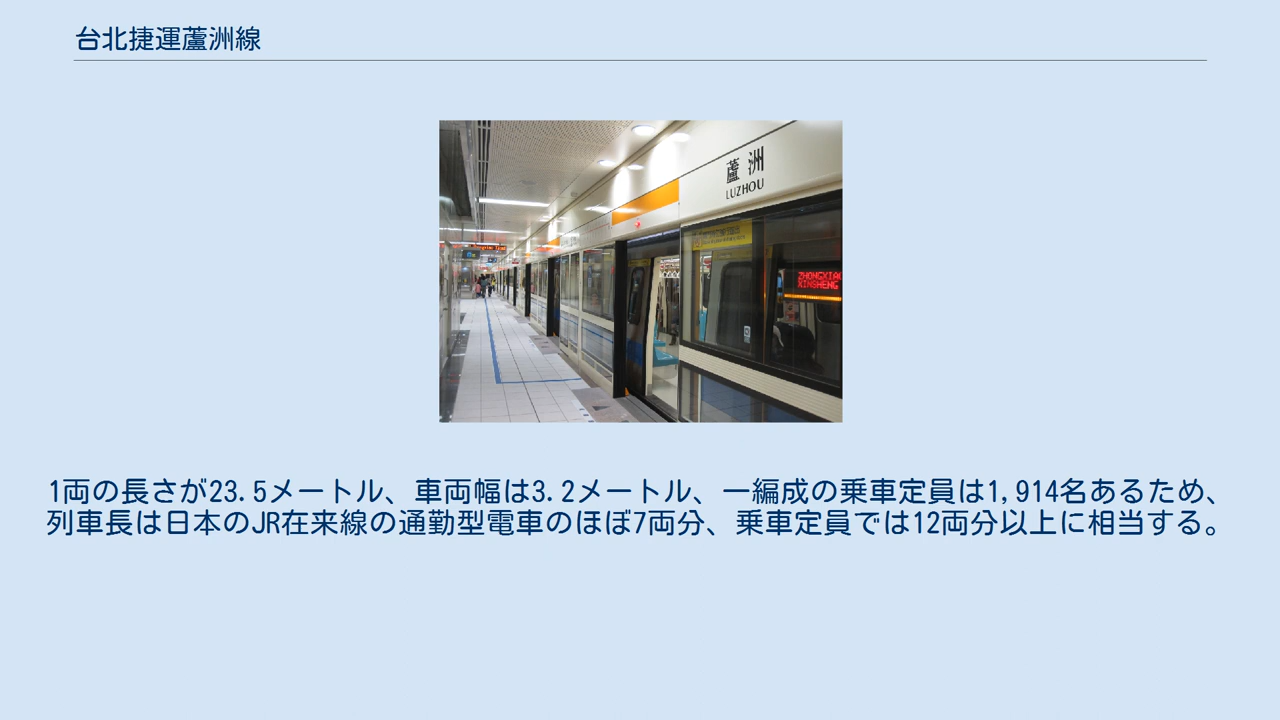 台北捷運蘆洲線
蘆洲
LUZHOU
ZHONGXIAO
XINSHENG
1両の長さが23.5メートル、車両幅は3.2メートル、一編成の乗車定員は1,914名あるため、
列車長は日本のJR在来線の通勤型電車のほぼ7両分、乗車定員では12両分以上に相当する。